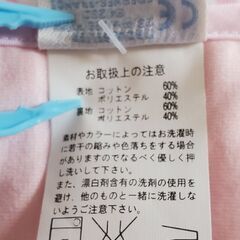 お取扱上の注意
表地 コットン 60%
ポリエステル 40%
裏地 コットン 60%
ポリエステル 40%
素材やカラーによってはお洗濯時
に若干の縮みや色落ちをする場合
がありますのでなるべく優しく押
し洗いして下さい。
また、漂白剤含有の洗剤の使用を
避け、他のものと一緒に洗わない
様ご注意下さい。